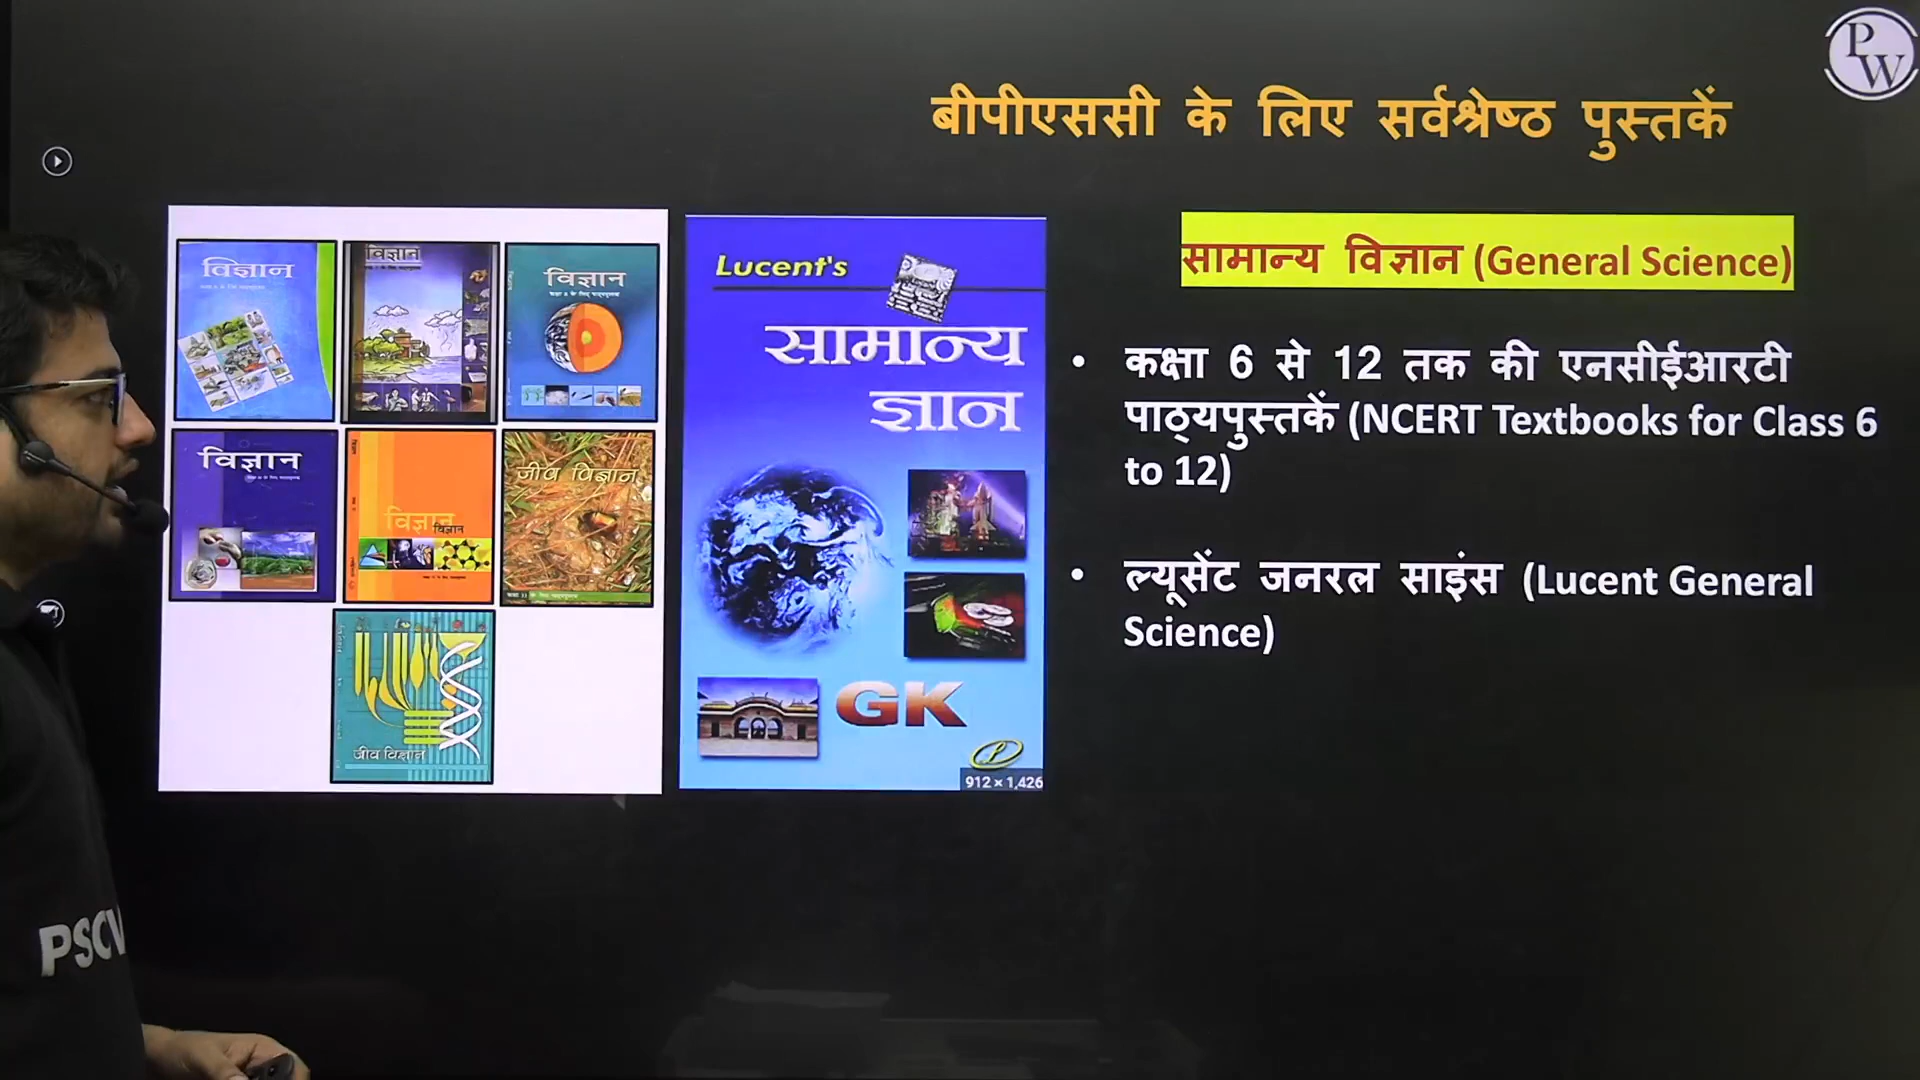 PW
बीपीएससी के लिए सर्वश्रेष्ठ पुस्तकें
सामान्य विज्ञान (General Science)
• कक्षा 6 से 12 तक की एनसीईआरटी
पाठ्यपुस्तकें (NCERT Textbooks for Class 6
to 12)
• ल्यूसेंट जनरल साइंस (Lucent General
Science)
विज्ञान
विज्ञान
विज्ञान
विज्ञान
विज्ञान
विज्ञान
जीव विज्ञान
जीव विज्ञान
Lucent's
सामान्य
ज्ञान
GK
912 × 1,426
PSC